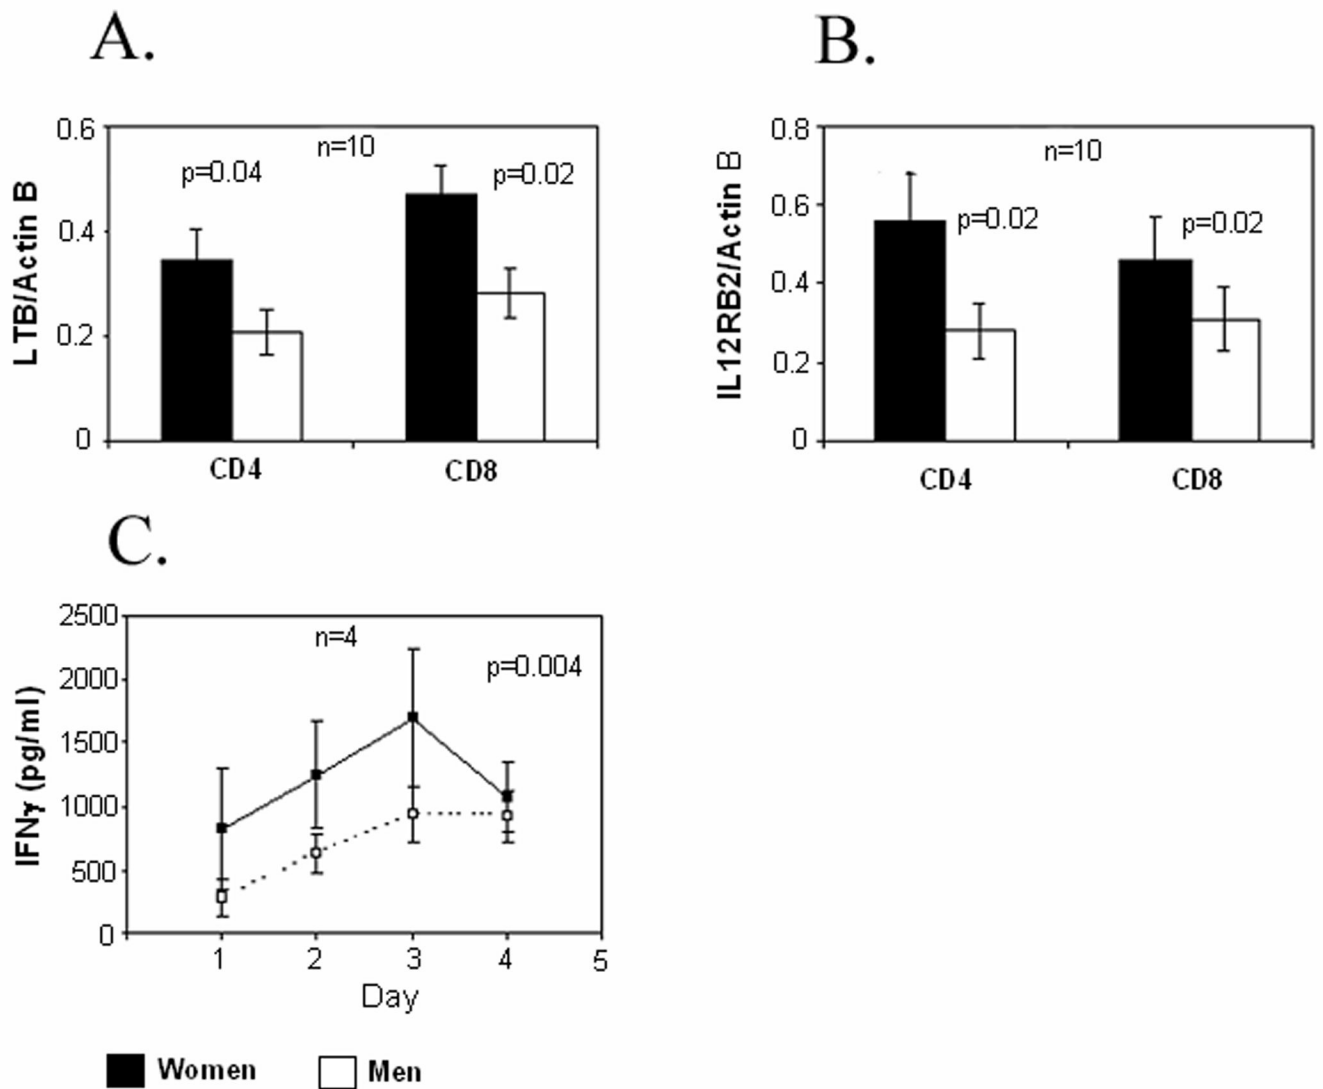 A.
0.6
0.4
0.2
0
LTB/Actin B
n=10
p=0.04
p=0.02
CD4
CD8
B.
0.8
0.6
0.4
0.2
0
IL12RB2/Actin B
n=10
p=0.02
p=0.02
CD4
CD8
C.
2500
2000
1500
1000
500
0
IFNγ (pg/ml)
n=4
p=0.004
1 2 3 4 5
Day
Women Men